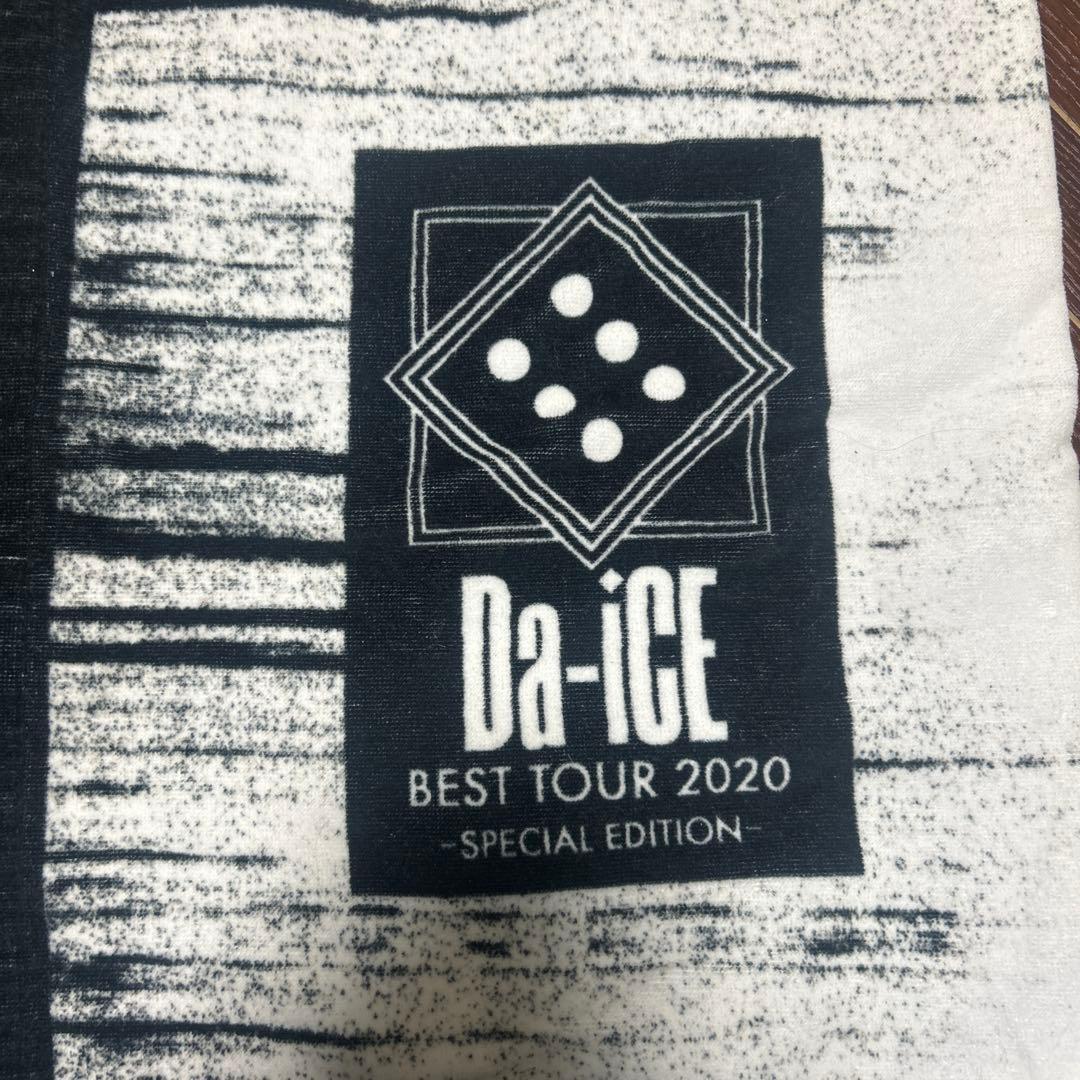 Da-iCE
BEST TOUR 2020
-SPECIAL EDITION-